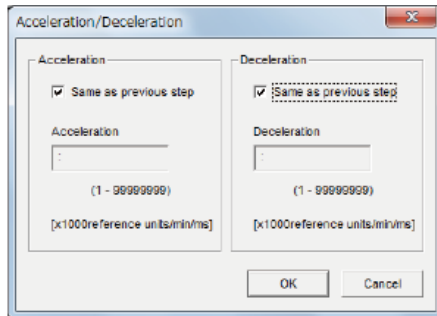 Acceleration/Deceleration
Acceleration
Same as previous step
Acceleration
:
(1 - 99999999)
[x1000reference units/min/ms]
Deceleration
Same as previous step
Deceleration
:
(1 - 99999999)
[x1000reference units/min/ms]
OK
Cancel